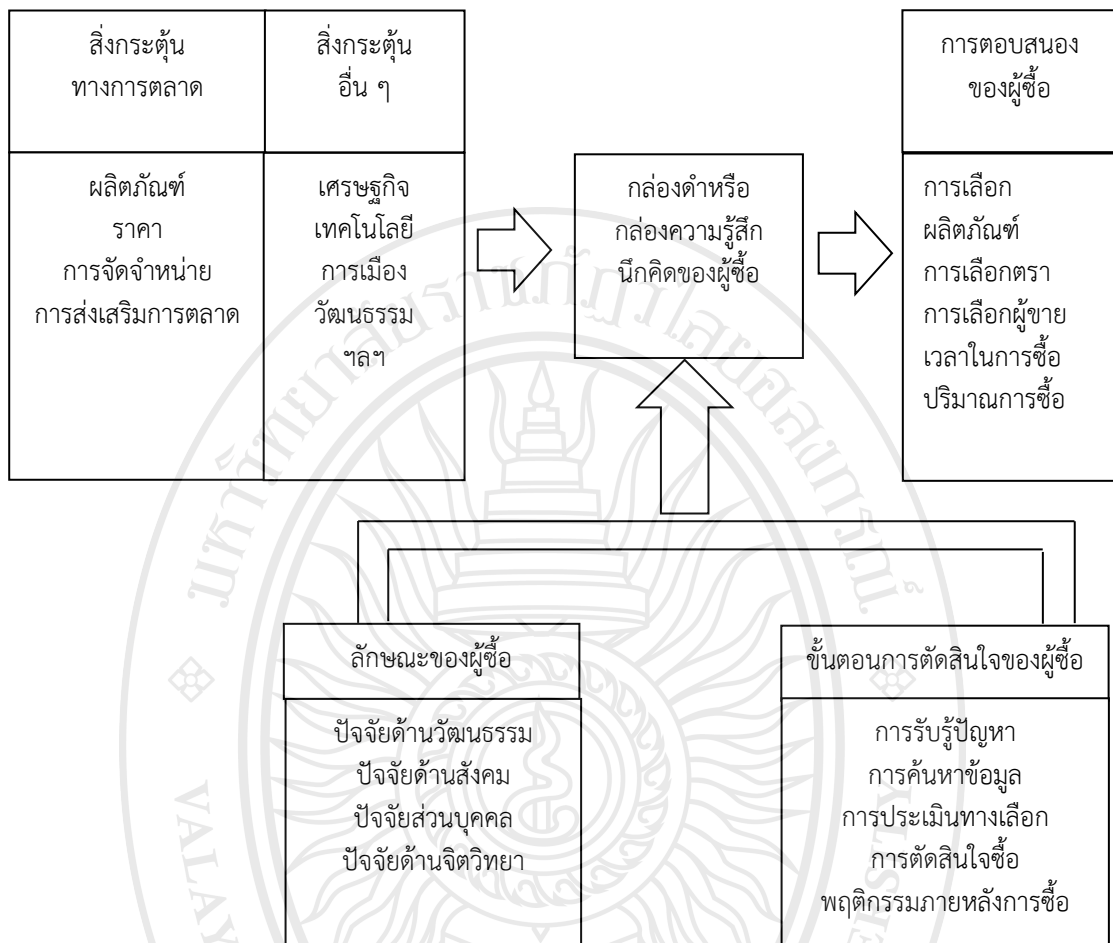 สิ่งกระตุ้น
ทางการตลาด
สิ่งกระตุ้น
อื่น ๆ
การตอบสนอง
ของผู้ซื้อ
ผลิตภัณฑ์
ราคา
การจัดจำหน่าย
การส่งเสริมการตลาด
เศรษฐกิจ
เทคโนโลยี
การเมือง
วัฒนธรรม
ฯลฯ
กล่องดำหรือ
กล่องความรู้สึก
นึกคิดของผู้ซื้อ
การเลือก
ผลิตภัณฑ์
การเลือกตรา
การเลือกผู้ขาย
เวลาในการซื้อ
ปริมาณการซื้อ
ลักษณะของผู้ซื้อ
ปัจจัยด้านวัฒนธรรม
ปัจจัยด้านสังคม
ปัจจัยส่วนบุคคล
ปัจจัยด้านจิตวิทยา
ขั้นตอนการตัดสินใจของผู้ซื้อ
การรับรู้ปัญหา
การค้นหาข้อมูล
การประเมินทางเลือก
การตัดสินใจซื้อ
พฤติกรรมภายหลังการซื้อ